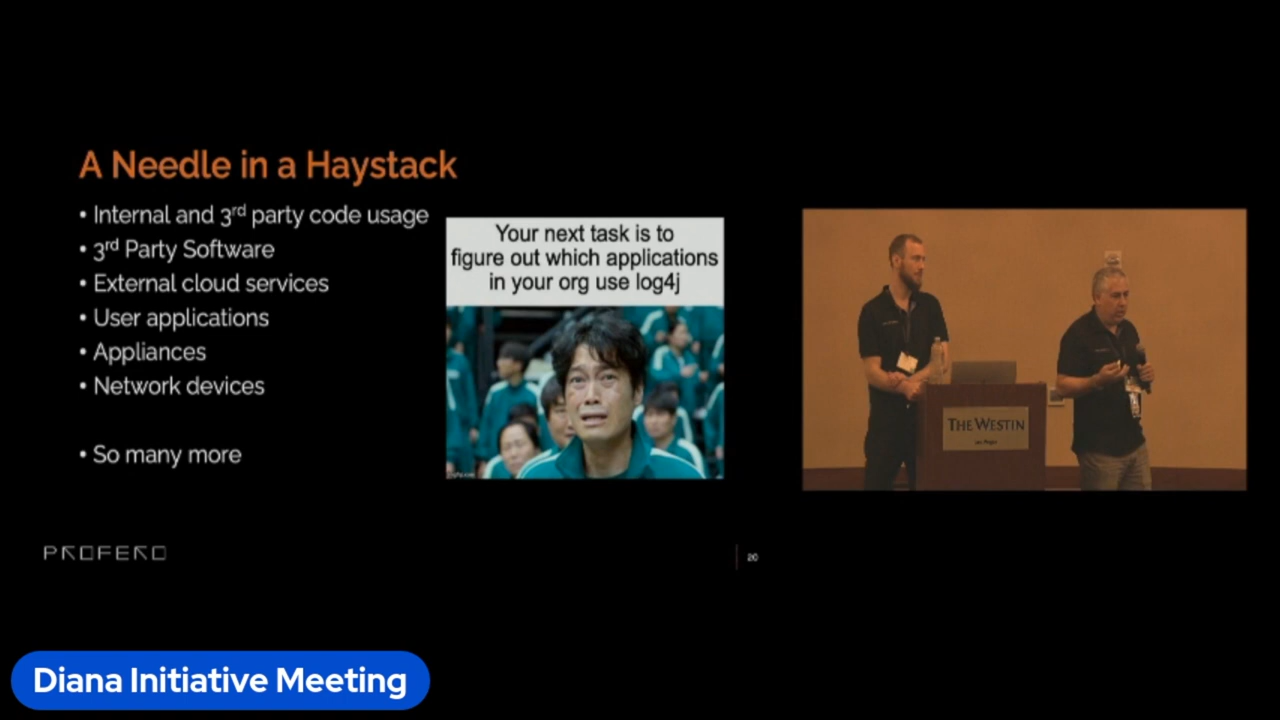 A Needle in a Haystack
• Internal and 3rd party code usage
• 3rd Party Software
• External cloud services
• User applications
• Appliances
• Network devices
• So many more
Your next task is to
figure out which applications
in your org use log4j
THE WESTIN
PROFERO
20
Diana Initiative Meeting